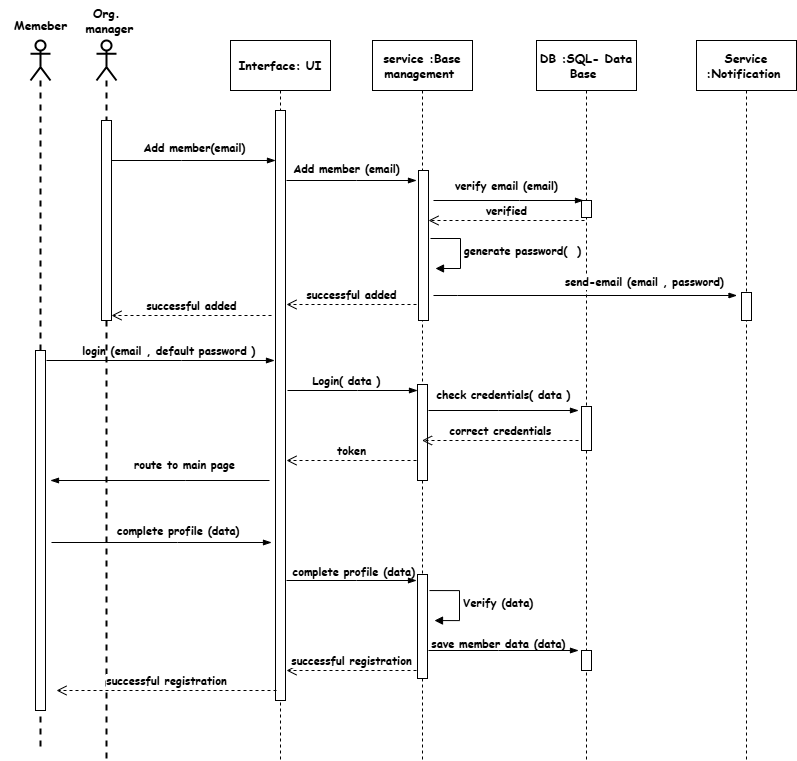 Memeber
Org.
manager
Interface: UI
service :Base
management
DB :SQL- Data
Base
Service
:Notification
Add member(email)
Add member (email)
verify email (email)
verified
generate password(  )
send-email (email , password)
successful added
successful added
login (email , default password )
Login( data )
check credentials( data )
correct credentials
token
route to main page
complete profile (data)
complete profile (data)
Verify (data)
save member data (data)
successful registration
successful registration